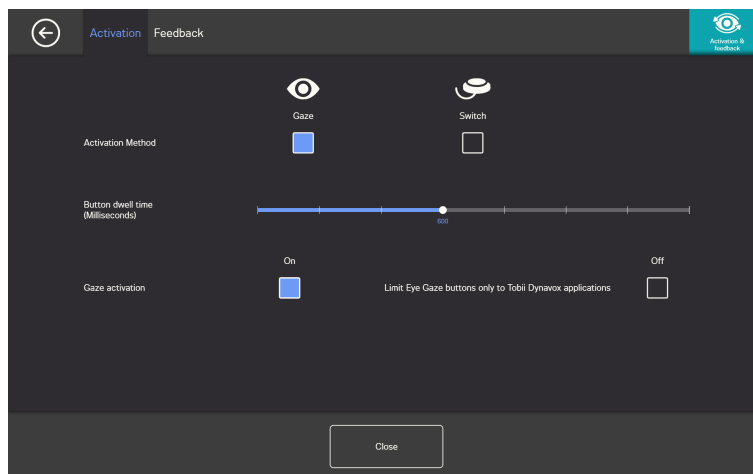 Activation Feedback
Activation &
feedback
Gaze
Switch
Activation Method
Button dwell time
(Milliseconds)
600
On
Off
Gaze activation
Limit Eye Gaze buttons only to Tobii Dynavox applications
Close